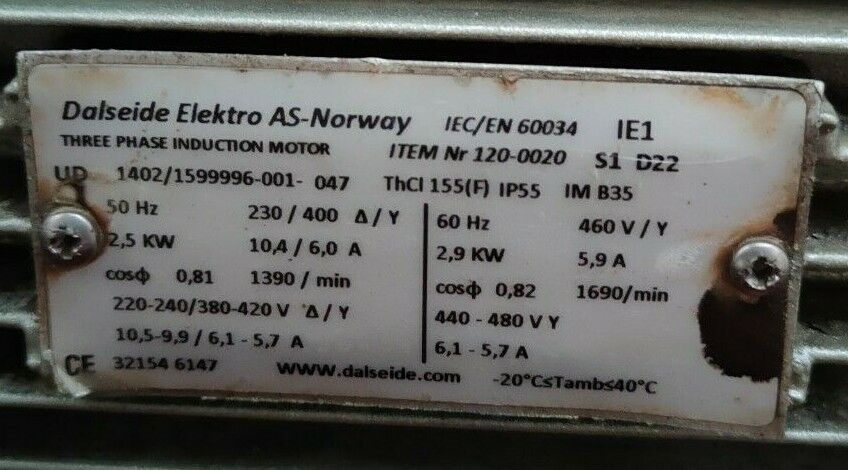 Dalseide Elektro AS-Norway IEC/EN 60034 IE1
THREE PHASE INDUCTION MOTOR ITEM Nr 120-0020 S1 D22
1402/1599996-001- 047 ThCl 155(F) IP55 IM B35
50 Hz 230 / 400 Δ / Y
2,5 KW 10,4 / 6,0 A
cosϕ 0,81 1390 / min
220-240/380-420 V Δ / Y
10,5-9,9 / 6,1 - 5,7 A
60 Hz 460 V / Y
2,9 KW 5,9 A
cosϕ 0,82 1690/min
440 - 480 V Y
6,1 - 5,7 A
CE 32154 6147 www.dalseide.com -20°C≤Tamb≤40°C